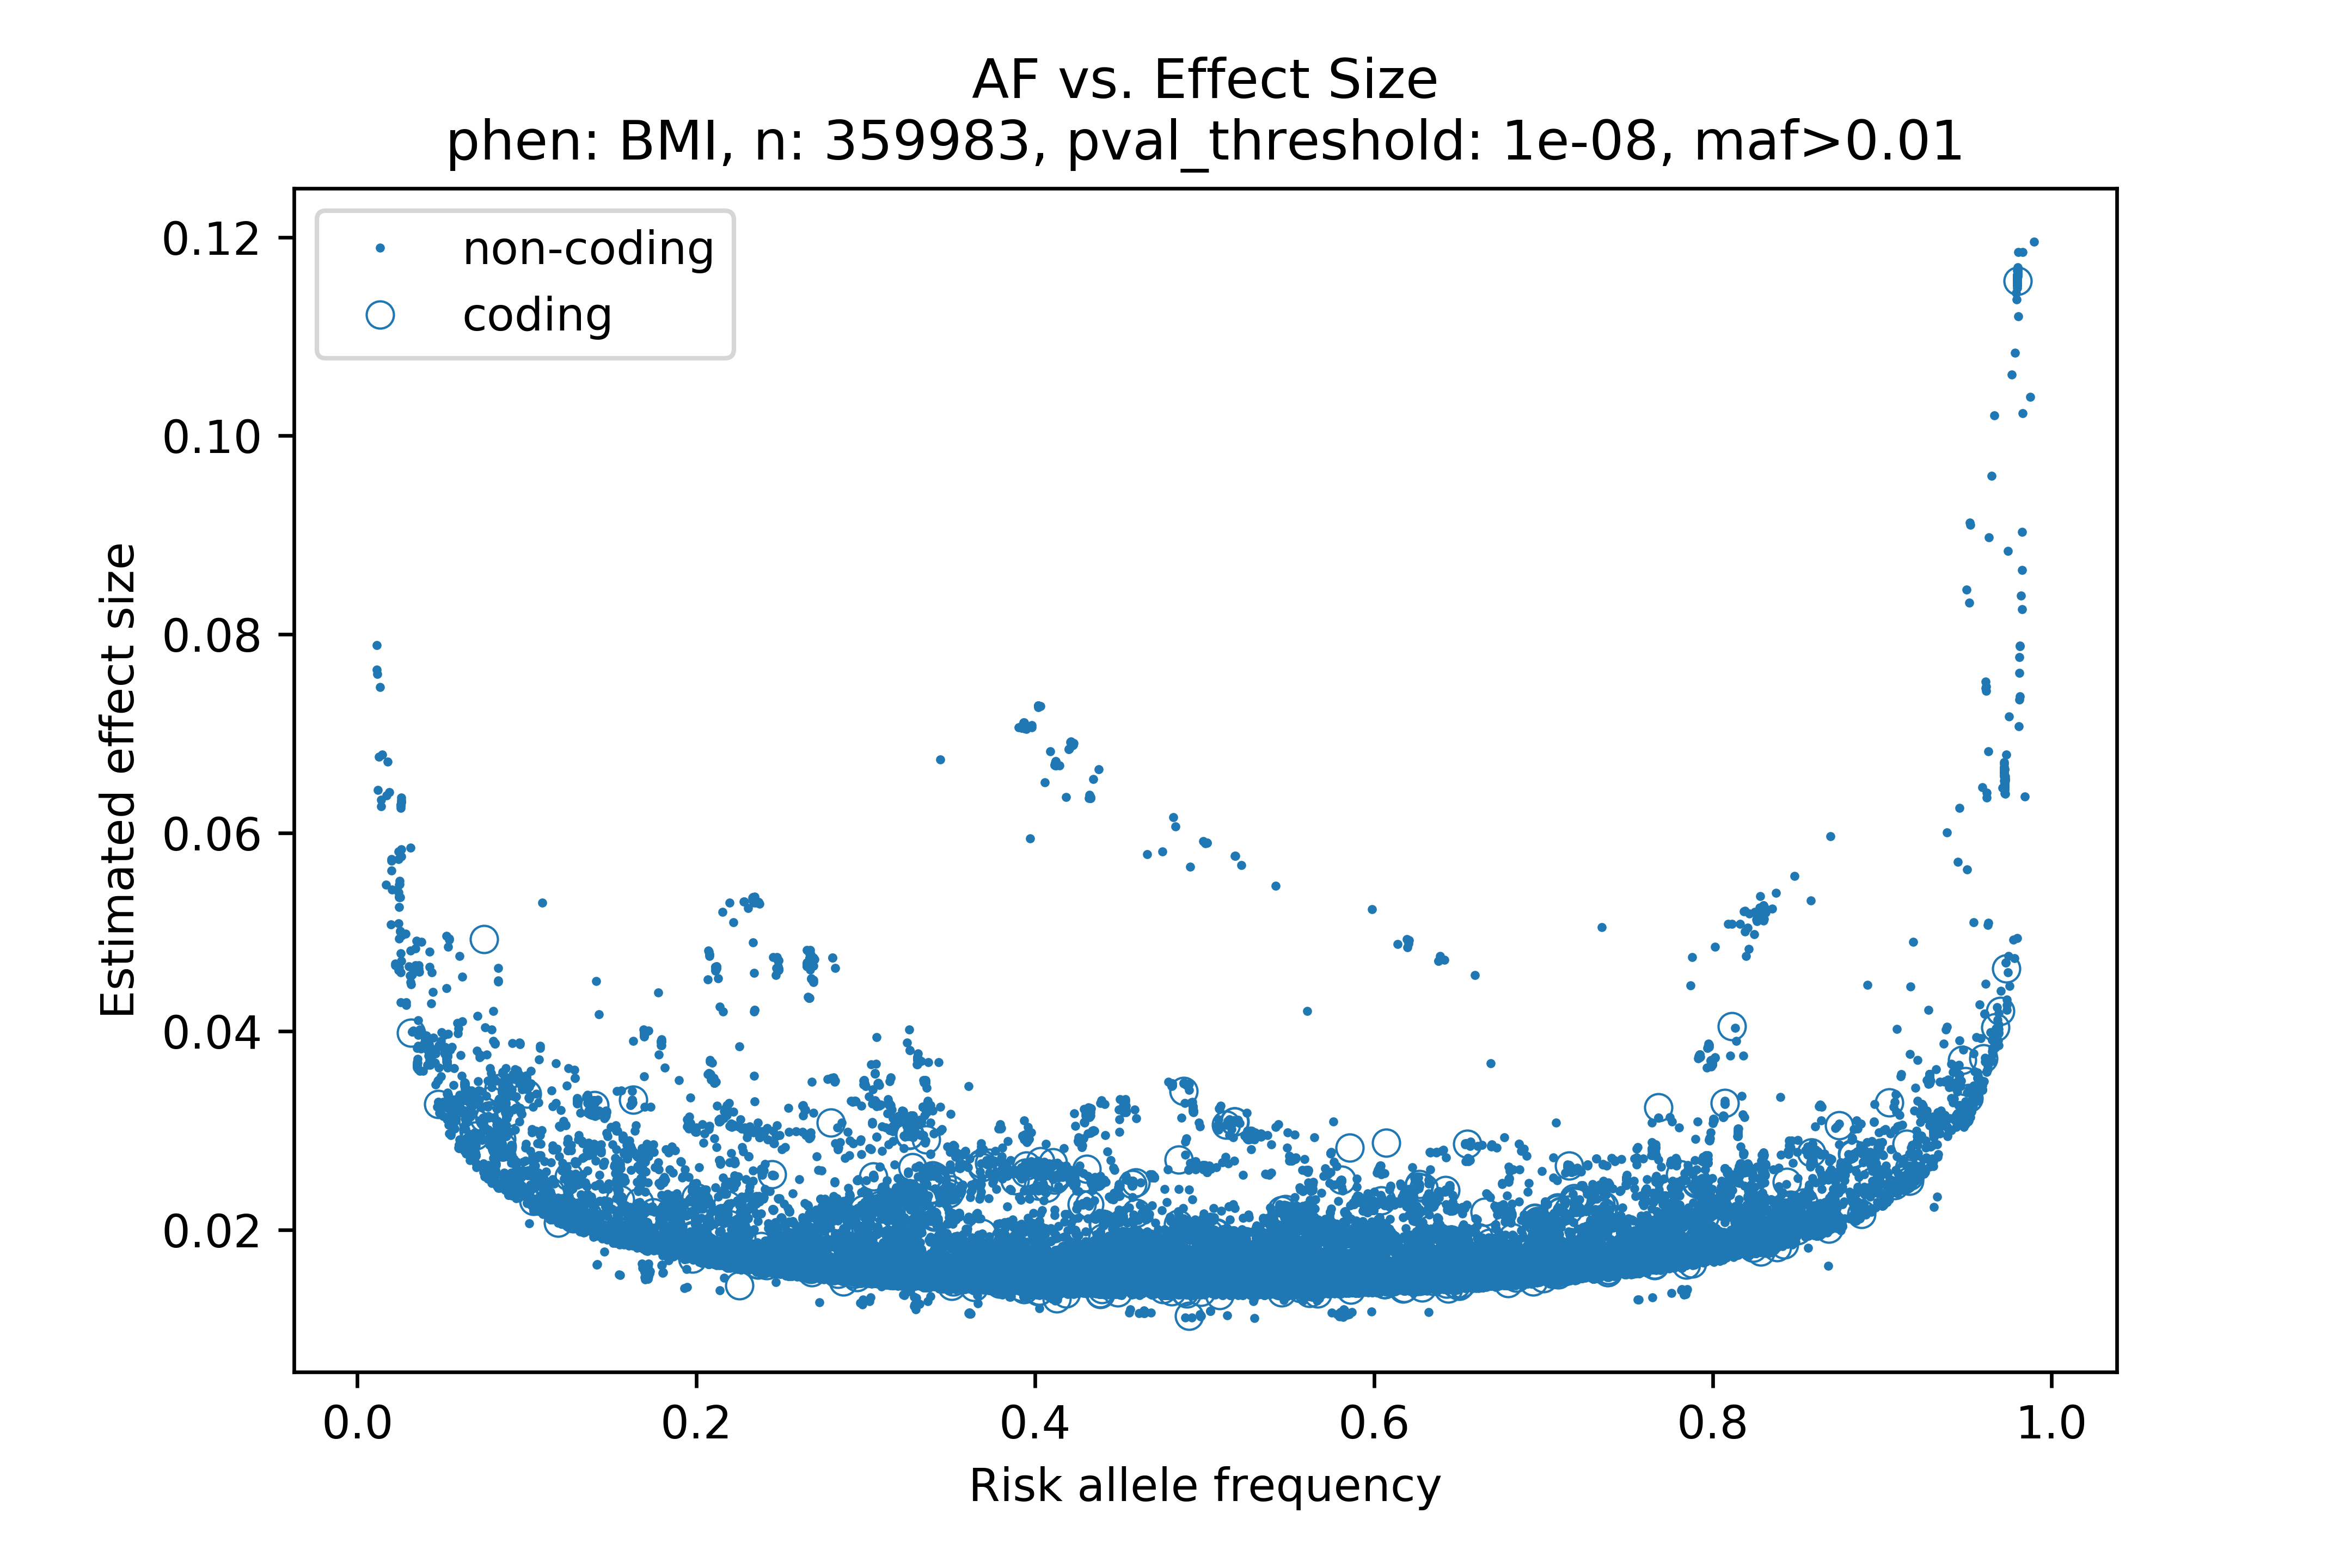 AF vs. Effect Size
phen: BMI, n: 359983, pval_threshold: 1e-08, maf>0.01
non-coding
coding
0.12
0.10
0.08
0.06
0.04
0.02
Estimated effect size
0.0 0.2 0.4 0.6 0.8 1.0
Risk allele frequency